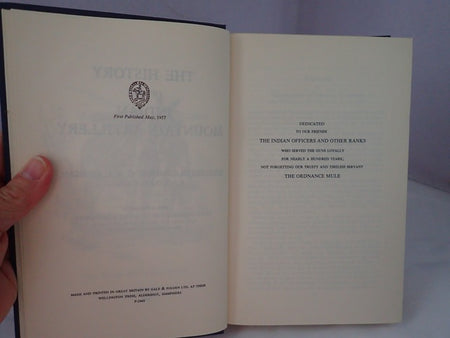 First Published May, 1957
MADE AND PRINTED IN GREAT BRITAIN BY GALE & POLDEN LTD. AT THEIR
WELLINGTON PRESS, ALDERSHOT, HAMPSHIRE
DEDICATED
TO OUR FRIENDS
THE INDIAN OFFICERS AND OTHER RANKS
WHO SERVED THE GUNS LOYALLY
FOR NEARLY A HUNDRED YEARS,
NOT FORGETTING OUR TRUSTY AND TIRELESS SERVANT
THE ORDNANCE MULE